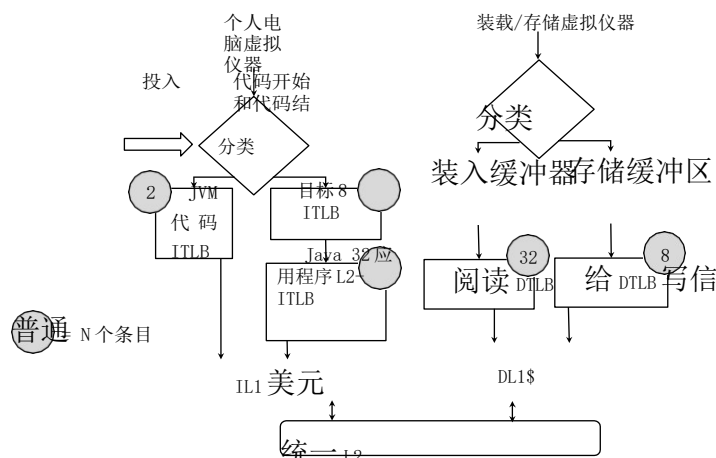 个人电
脑虚拟
仪器
装载/存储虚拟仪器
投入
代码开始
和代码结
分类
分类
装入缓冲器
存储缓冲区
2
JVM
代 码
ITLB
目标 8
ITLB
Java 32 应
用程序 L2-
ITLB
32
阅读 DTLB
8
给 DTLB 写信
普通 = N 个条目
IL1 美元
DL1$
统一 L2